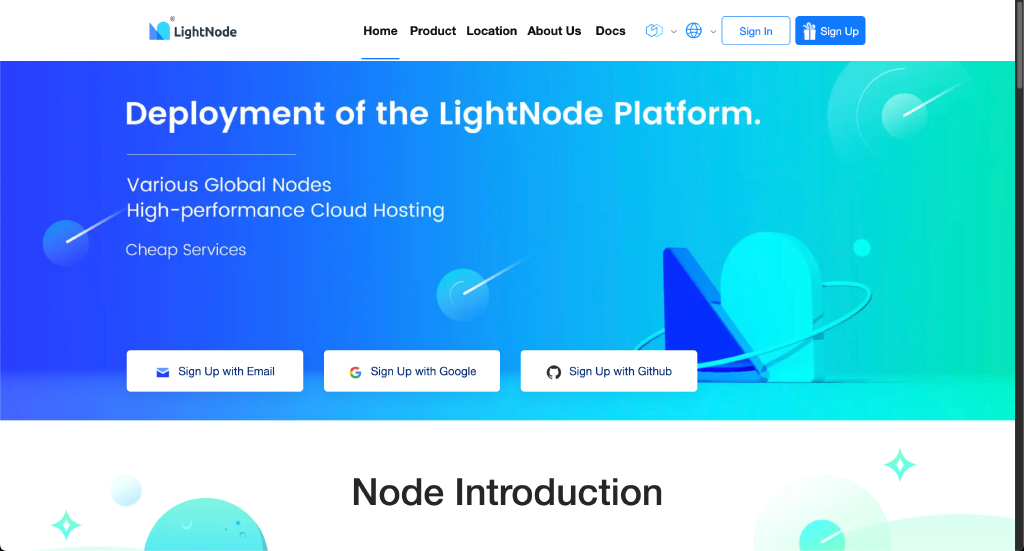 LightNode®
Home Product Location About Us Docs Sign In Sign Up
Deployment of the LightNode Platform.
Various Global Nodes
High-performance Cloud Hosting
Cheap Services
Sign Up with Email Sign Up with Google Sign Up with Github
Node Introduction